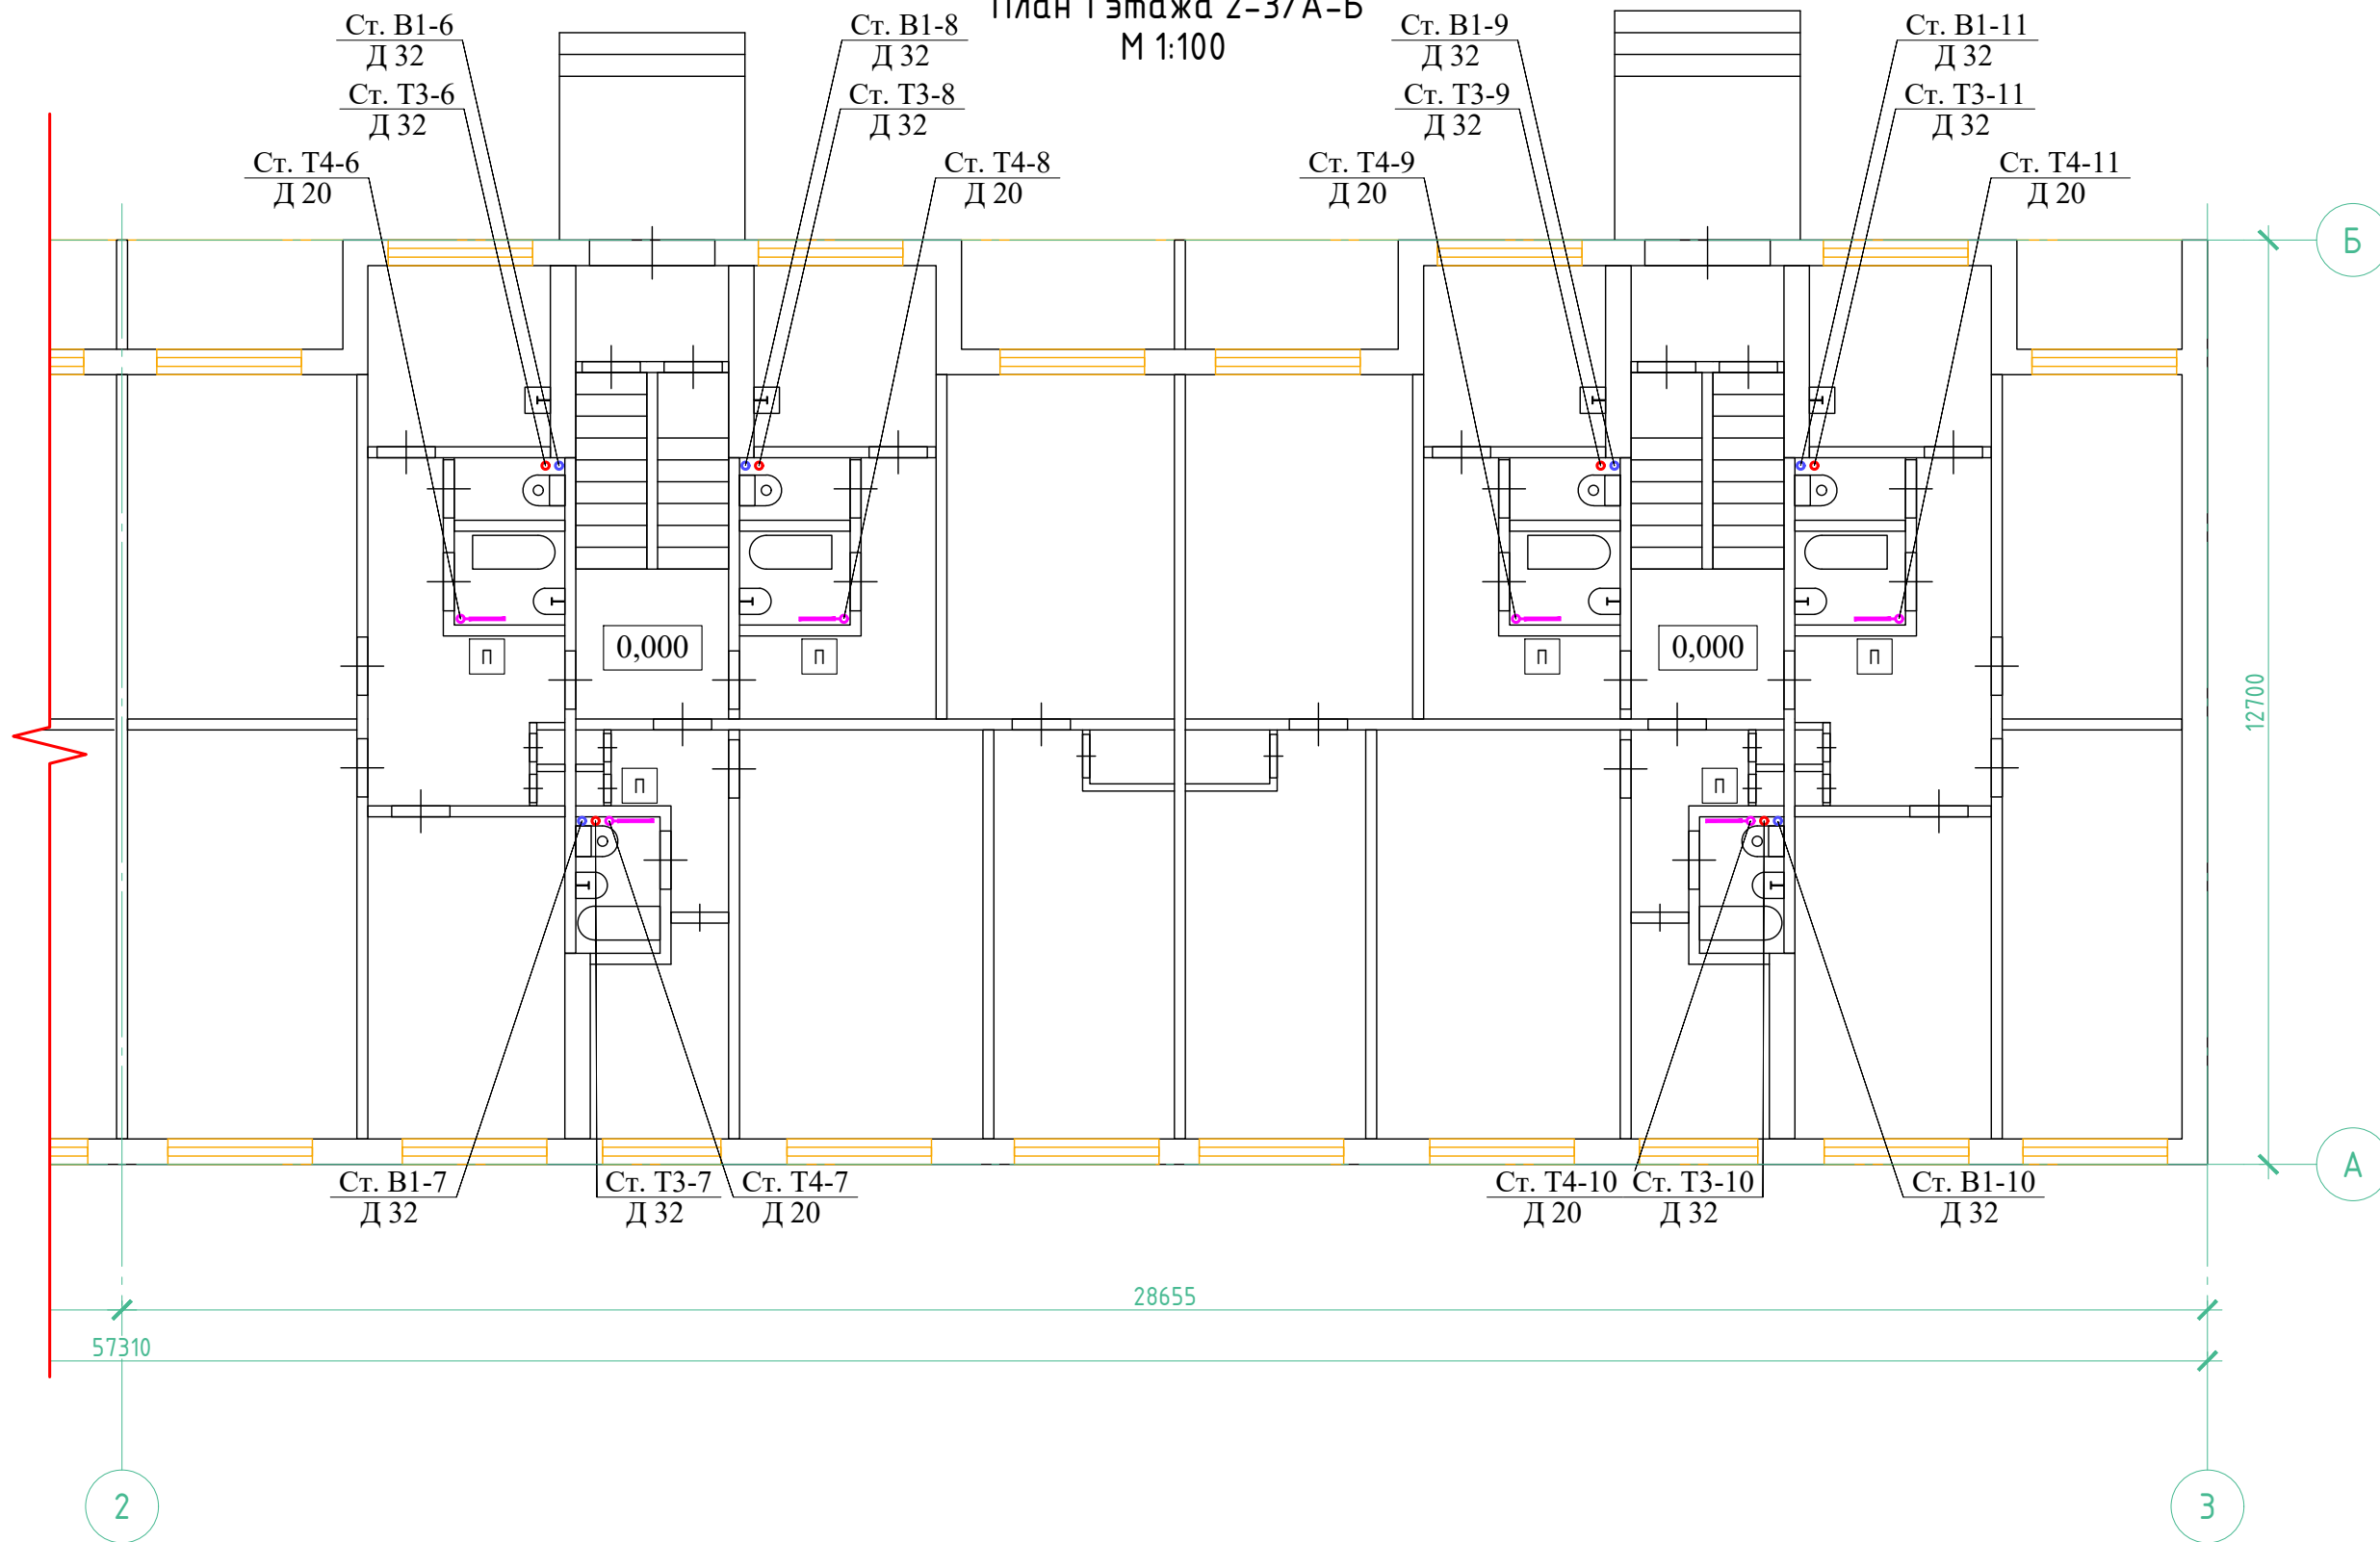 План 1 этажа 2-3/А-Б
М 1:100
Ст. В1-6
Д 32
Ст. Т3-6
Д 32
Ст. Т4-6
Д 20
Ст. В1-8
Д 32
Ст. Т3-8
Д 32
Ст. Т4-8
Д 20
Ст. В1-9
Д 32
Ст. Т3-9
Д 32
Ст. Т4-9
Д 20
Ст. В1-11
Д 32
Ст. Т3-11
Д 32
Ст. Т4-11
Д 20
Б
0,000
0,000
П
П
П
П
12700
П
П
А
Ст. В1-7
Д 32
Ст. Т3-7
Д 32
Ст. Т4-7
Д 20
Ст. Т4-10
Д 20
Ст. Т3-10
Д 32
Ст. В1-10
Д 32
28655
57310
2
3